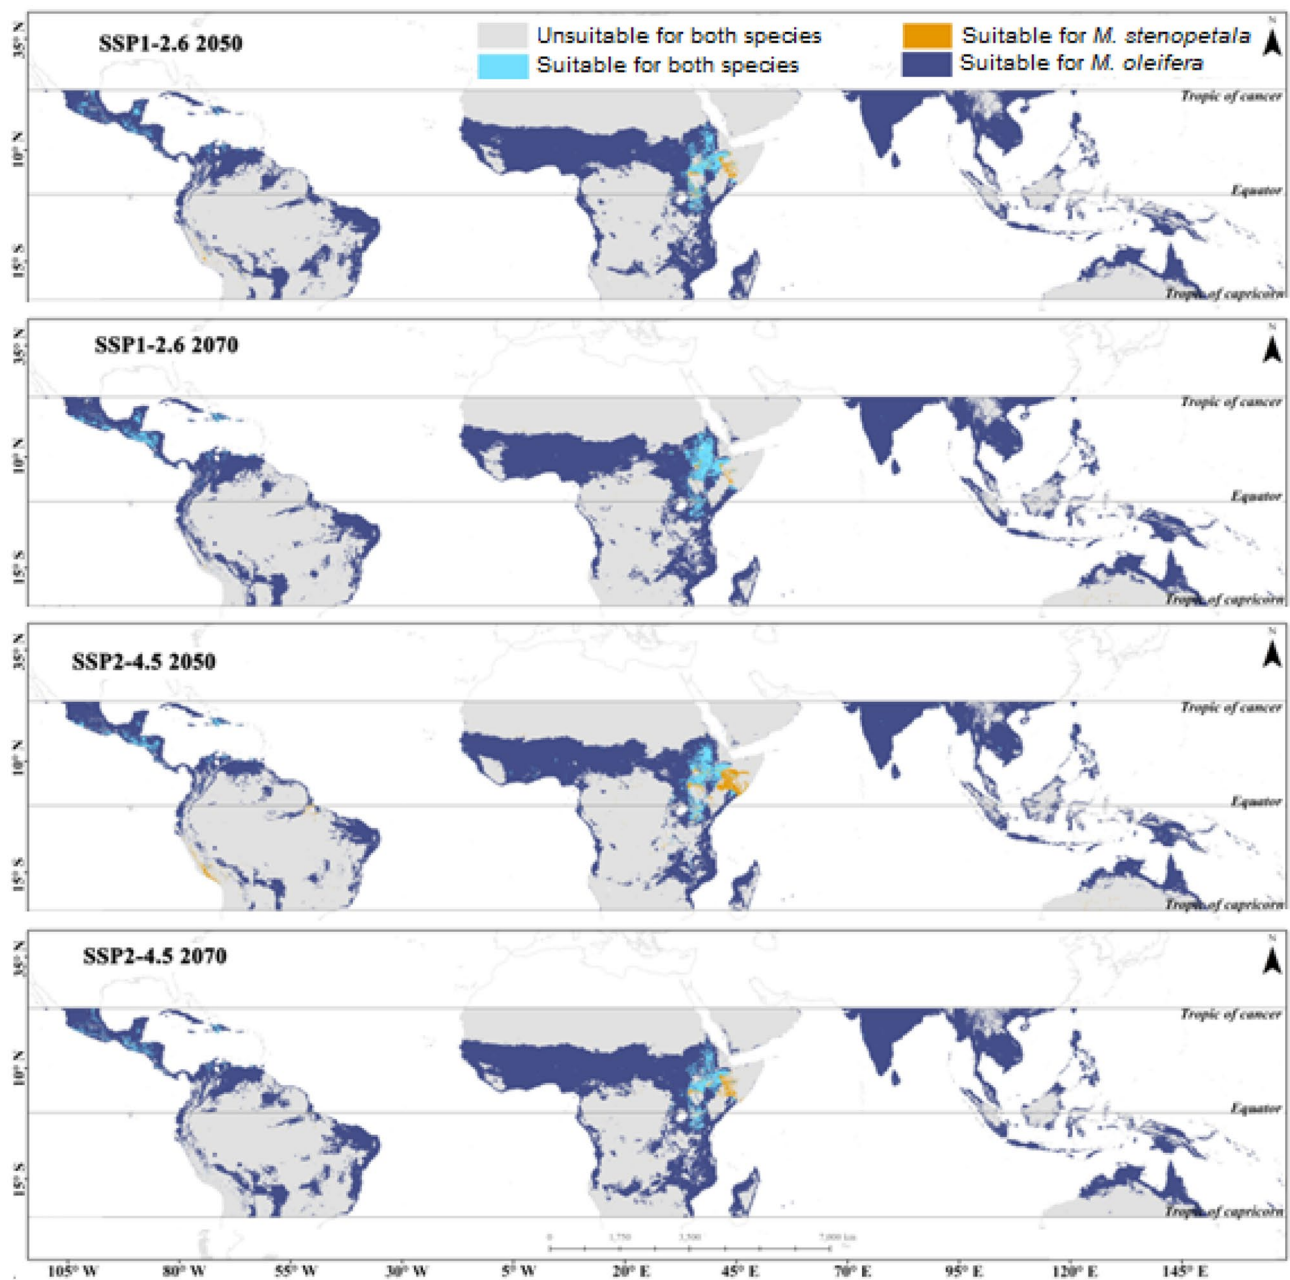 SSP1-2.6 2050
Unsuitable for both species
Suitable for both species
Suitable for M. stenopetala
Suitable for M. oleifera
N
35° N
10° N
15° S
Tropic of cancer
Equator
Tropic of capricorn
SSP1-2.6 2070
N
35° N
10° N
15° S
Tropic of cancer
Equator
Tropic of capricorn
SSP2-4.5 2050
N
35° N
10° N
15° S
Tropic of cancer
Equator
Tropic of capricorn
SSP2-4.5 2070
N
35° N
10° N
15° S
Tropic of cancer
Equator
Tropic of capricorn
0 1,750 3,500 7,000 km
105° W 80° W 55° W 30° W 5° W 20° E 45° E 70° E 95° E 120° E 145° E